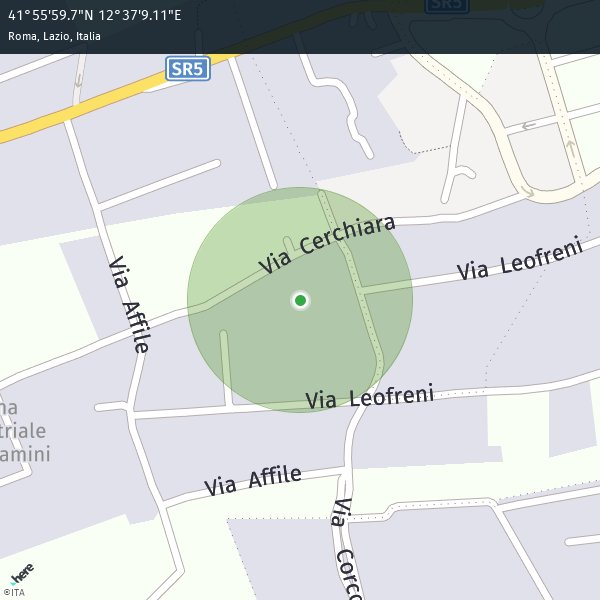 41°55'59.7"N 12°37'9.11"E
Roma, Lazio, Italia
SR5
SR5
Via Cerchiara
Via Leofreni
Via Affile
Via Leofreni
na
triale
amini
Via Affile
Via Corco
here
©ITA